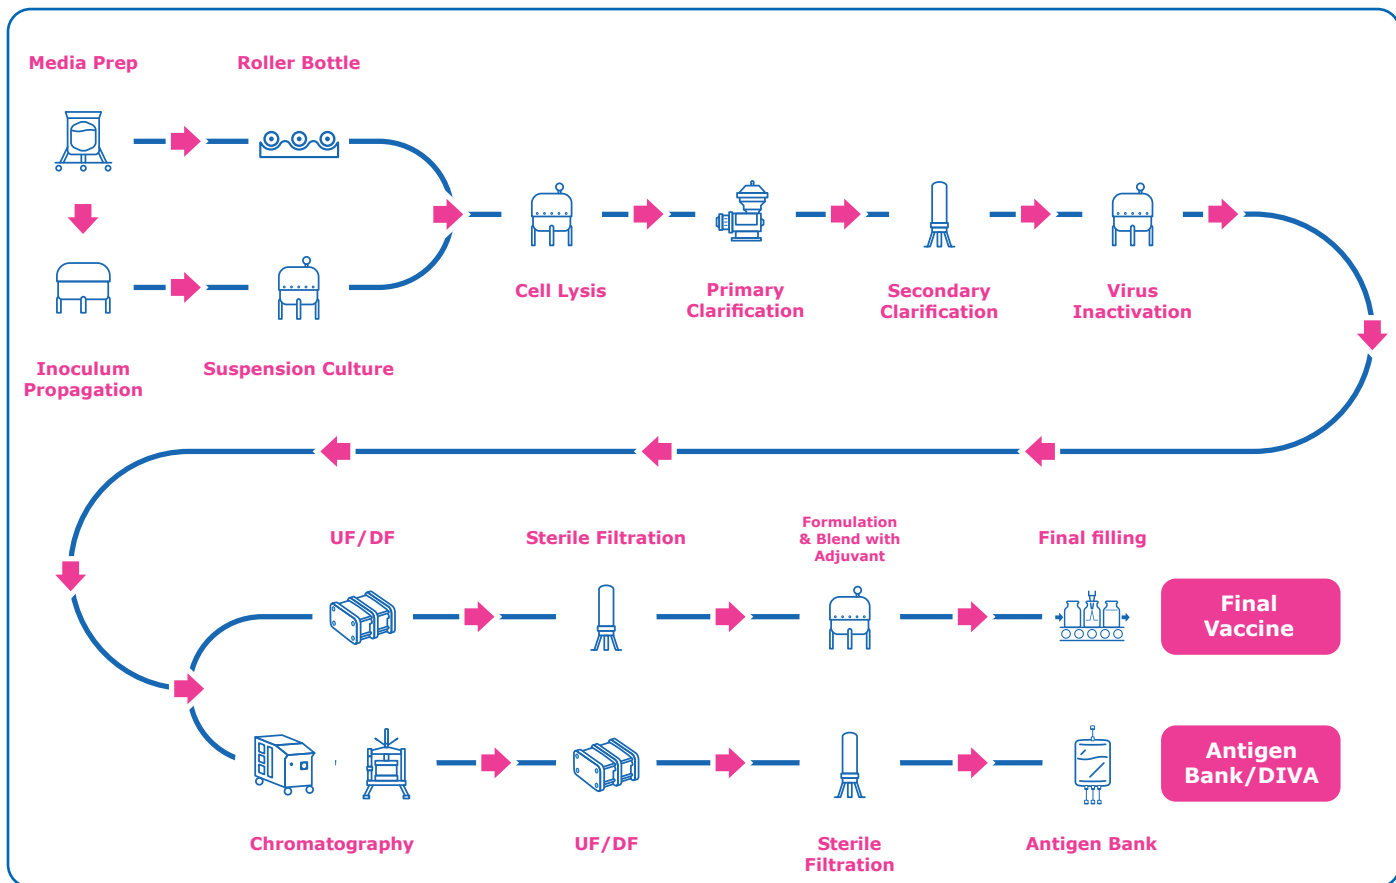 Media Prep
Roller Bottle
Inoculum
Propagation
Suspension Culture
Cell Lysis
Primary
Clarification
Secondary
Clarification
Virus
Inactivation
UF/DF
Sterile Filtration
Formulation
& Blend with
Adjuvant
Final filling
Final
Vaccine
Chromatography
UF/DF
Sterile
Filtration
Antigen Bank
Antigen
Bank/DIVA